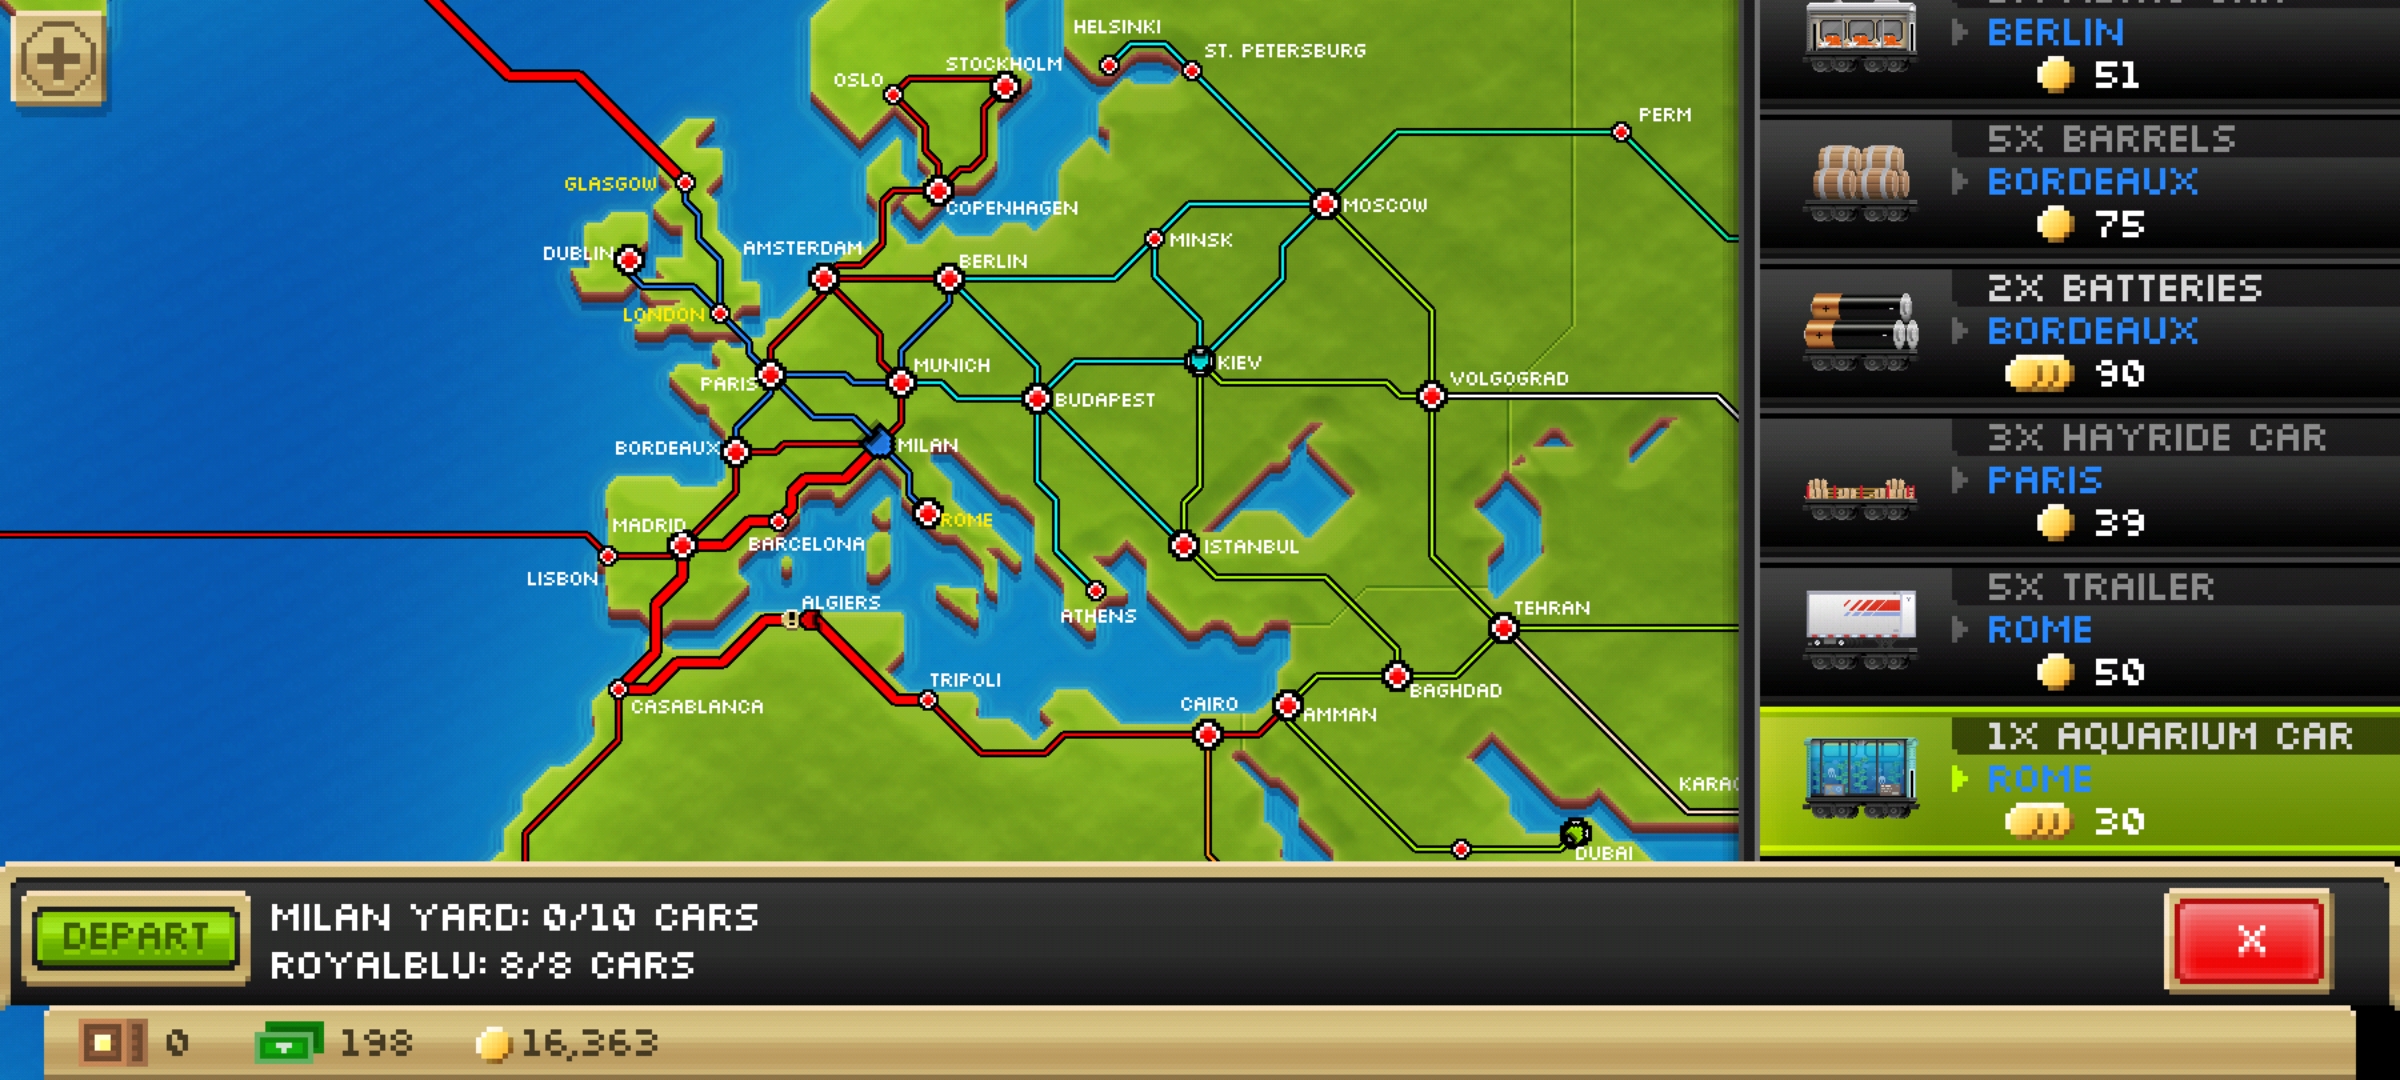 HELSINKI
ST. PETERSBURG
STOCKHOLM
OSLO
PERM
GLASGOW
COPENHAGEN
MOSCOW
DUBLIN
AMSTERDAM
BERLIN
MINSK
LONDON
PARIS
MUNICH
KIEV
BUDAPEST
VOLGOGRAD
BORDEAUX
MILAN
MADRID
ROME
BARCELONA
ISTANBUL
LISBON
ALGIERS
ATHENS
TEHRAN
TRIPOLI
CASABLANCA
CAIRO
AMMAN
BAGHDAD
KARAC
DUBAI
BERLIN
51
5X BARRELS
BORDEAUX
75
2X BATTERIES
BORDEAUX
90
3X HAYRIDE CAR
PARIS
39
5X TRAILER
ROME
50
1X AQUARIUM CAR
ROME
30
DEPART
MILAN YARD: 0/10 CARS
ROYALBLU: 8/8 CARS
X
0
198
16,363